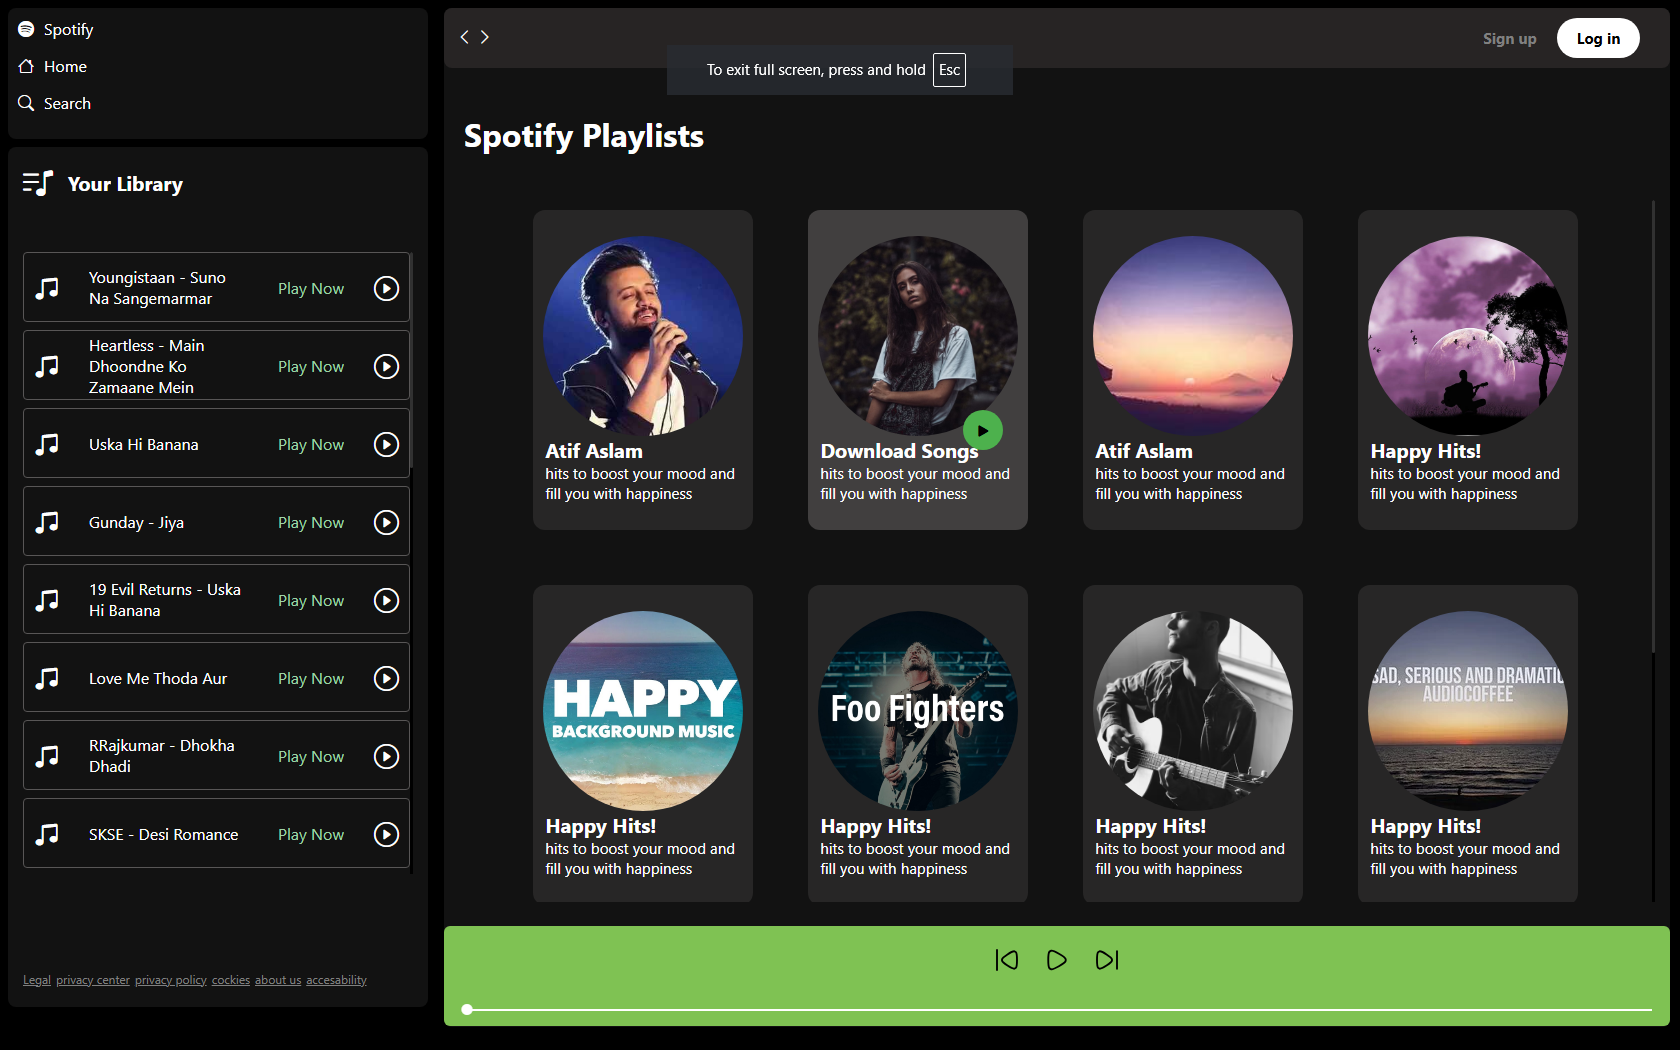 Spotify
Home
Search
Your Library
Youngistaan - Suno
Na Sangemarmar
Play Now
Heartless - Main
Dhoondne Ko
Zamaane Mein
Play Now
Uska Hi Banana
Play Now
Gunday - Jiya
Play Now
19 Evil Returns - Uska
Hi Banana
Play Now
Love Me Thoda Aur
Play Now
RRajkumar - Dhokha
Dhadi
Play Now
SKSE - Desi Romance
Play Now
Legal privacy center privacy policy cockies about us accesability
Sign up
Log in
To exit full screen, press and hold Esc
Spotify Playlists
Atif Aslam
hits to boost your mood and
fill you with happiness
Download Songs
hits to boost your mood and
fill you with happiness
Atif Aslam
hits to boost your mood and
fill you with happiness
Happy Hits!
hits to boost your mood and
fill you with happiness
HAPPY
BACKGROUND MUSIC
Happy Hits!
hits to boost your mood and
fill you with happiness
Foo Fighters
Happy Hits!
hits to boost your mood and
fill you with happiness
Happy Hits!
hits to boost your mood and
fill you with happiness
SAD, SERIOUS AND DRAMATIC
AUDIOCOFFEE
Happy Hits!
hits to boost your mood and
fill you with happiness